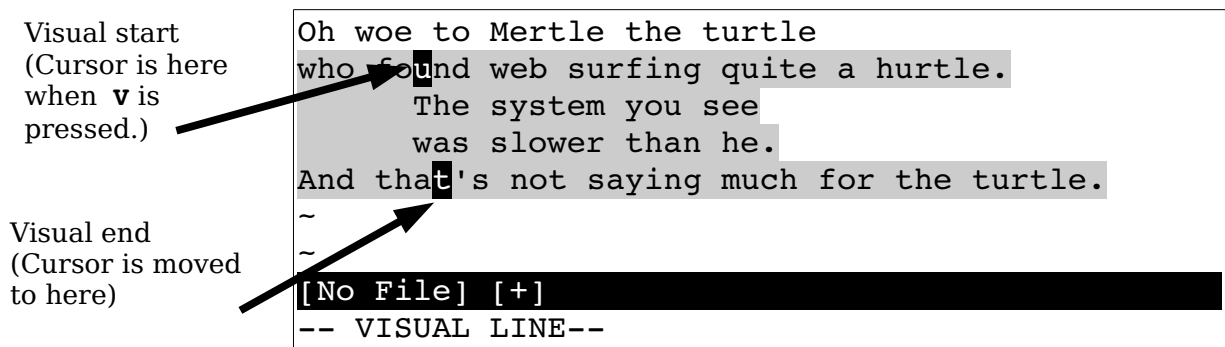 Visual start
(Cursor is here
when v is
pressed.)
Visual end
(Cursor is moved
to here)
Oh woe to Mertle the turtle
who found web surfing quite a hurtle.
The system you see
was slower than he.
And that's not saying much for the turtle.
~
~
[No File] [+]
-- VISUAL LINE--